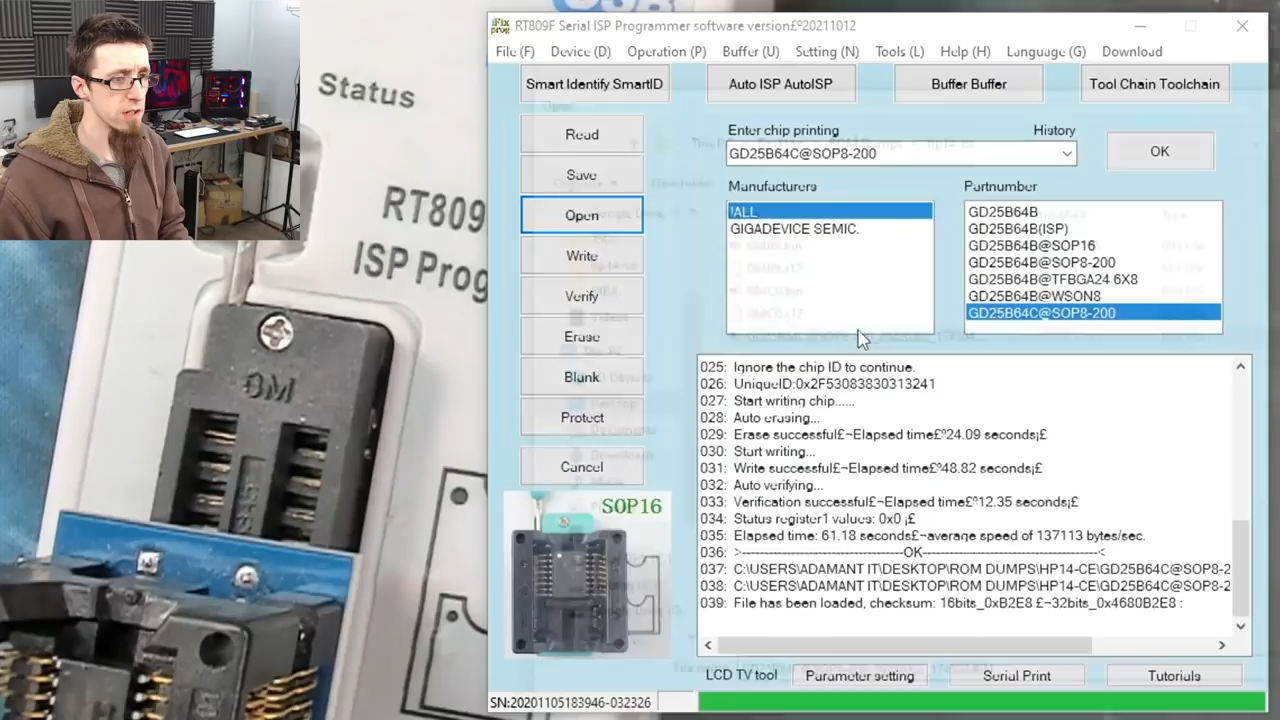 Status
RT809
ISP Prog
OM
iFix prog RT809F Serial ISP Programmer software version£º20211012
File (F) Device (D) Operation (P) Buffer (U) Setting (N) Tools (L) Help (H) Language (G) Download
Smart Identify SmartID Auto ISP AutoISP Buffer Buffer Tool Chain Toolchain
Read
Save
Open
Write
Verify
Erase
Blank
Protect
Cancel
SOP16
Enter chip printing History
GD25B64C@SOP8-200 OK
Manufacturers
!ALL
GIGADEVICE SEMIC.
Partnumber
GD25B64B
GD25B64B(ISP)
GD25B64B@SOP16
GD25B64B@SOP8-200
GD25B64B@TFBGA24 6X8
GD25B64B@WSON8
GD25B64C@SOP8-200
025: Ignore the chip ID to continue.
026: UniqueID:0x2F53083830313241
027: Start writing chip......
028: Auto erasing...
029: Erase successful£¬Elapsed time£º24.09 seconds¡£
030: Start writing...
031: Write successful£¬Elapsed time£º48.82 seconds¡£
032: Auto verifying...
033: Verification successful£¬Elapsed time£º12.35 seconds¡£
034: Status register1 values: 0x0 ¡£
035: Elapsed time: 61.18 seconds£¬average speed of 137113 bytes/sec.
036: >----------------------------------OK----------------------------------<
037: C:\USERS\ADAMANT IT\DESKTOP\ROM DUMPS\HP14-CE\GD25B64C@SOP8-2
038: C:\USERS\ADAMANT IT\DESKTOP\ROM DUMPS\HP14-CE\GD25B64C@SOP8-2
039: File has been loaded, checksum: 16bits_0xB2E8 £¬32bits_0x4680B2E8 :
LCD TV tool Parameter setting Serial Print Tutorials
SN:20201105183946-032326